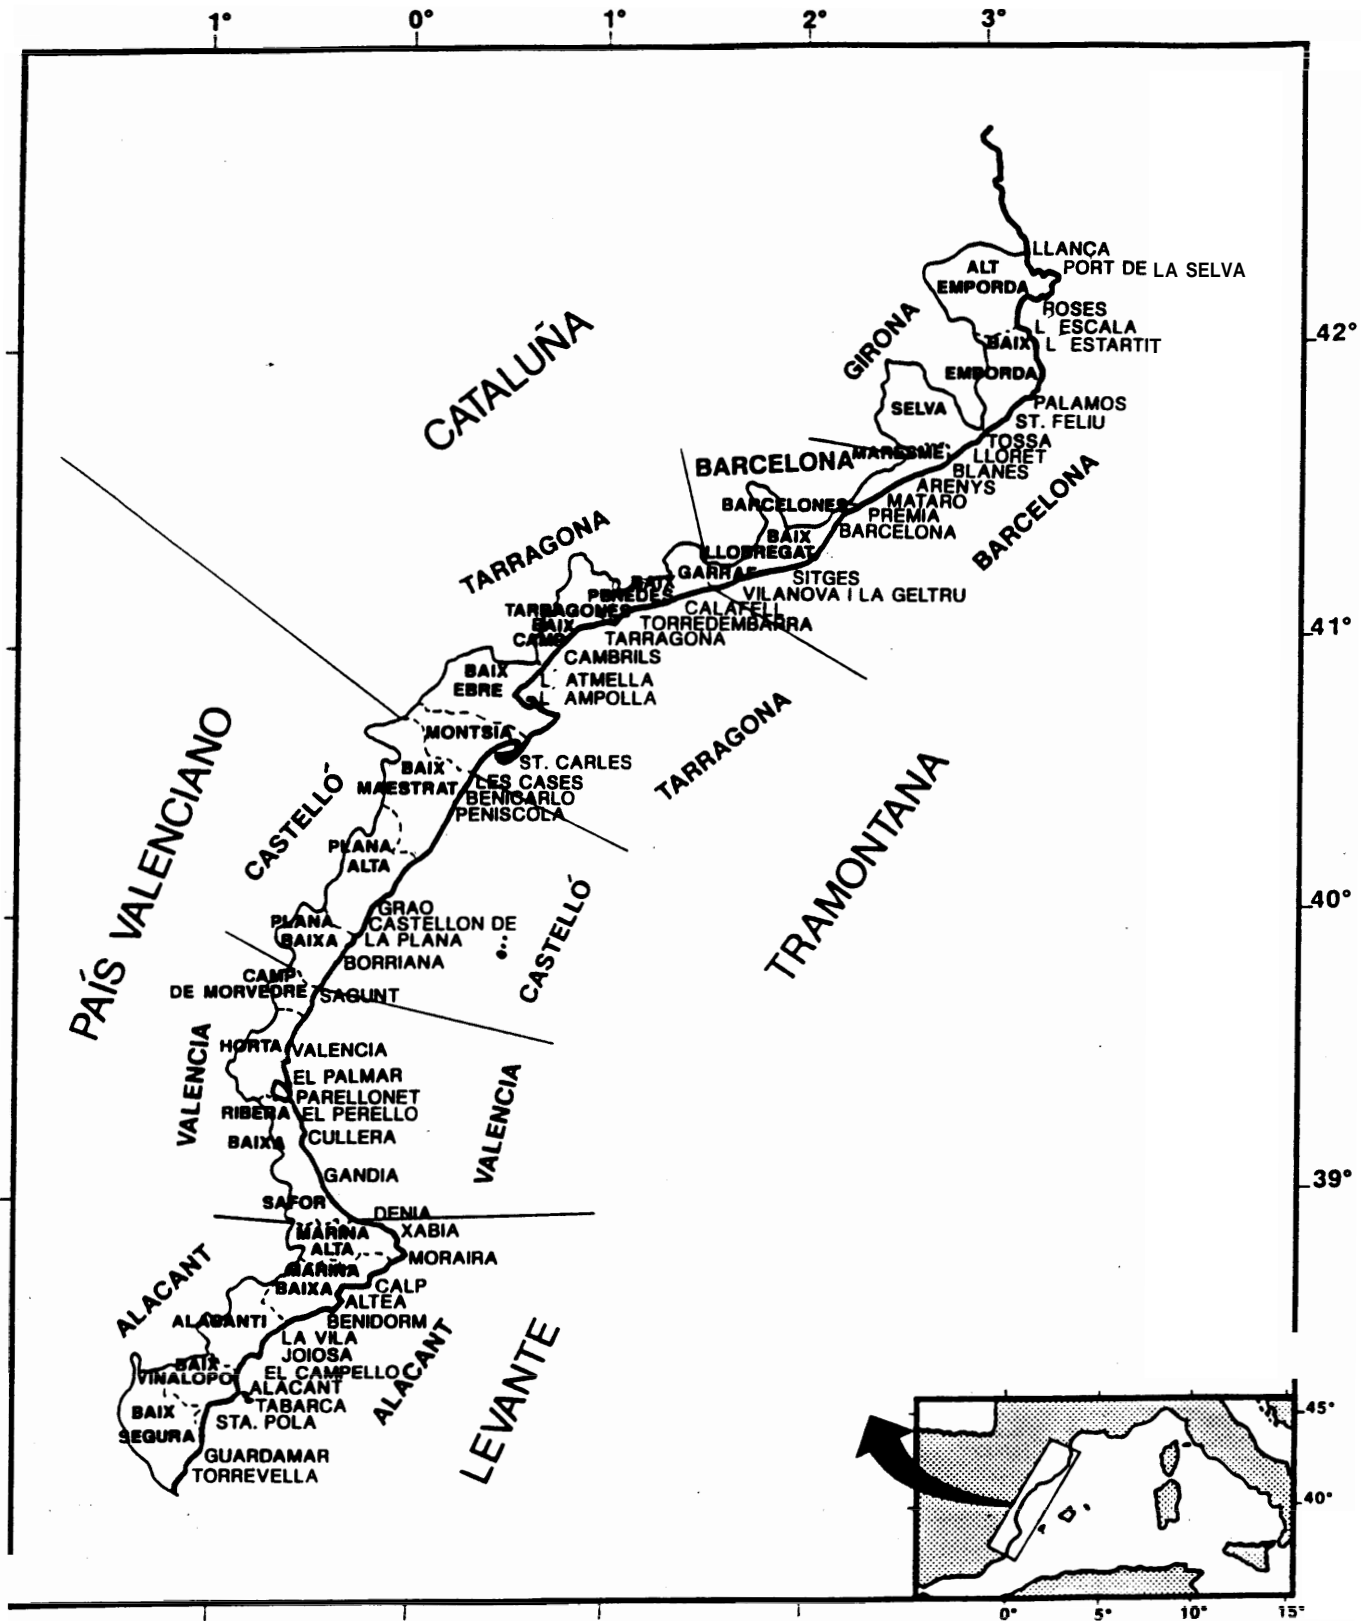 1° 0° 1° 2° 3°
LLANÇA
ALT
PORT DE LA SELVA
EMPORDA
ROSES
L' ESCALA
BAIX
L' ESTARTIT
42°
GIRONA
CATALUÑA
EMPORDA
SELVA
PALAMOS
ST. FELIU
TOSSA
MARESME
LLORET
BARCELONA
BLANES
ARENYS
BARCELONES
MATARO
PREMIA
BARCELONA
BARCELONA
BAIX
LLOBREGAT
TARRAGONA
GARRAF
SITGES
BAIX
PENEDES
VILANOVA I LA GELTRU
TARRAGONES
CALAFELL
BAIX
TORREDEMBARRA
41°
CAMP
TARRAGONA
CAMBRILS
BAIX
L' ATMELLA
EBRE
L' AMPOLLA
MONTSIA
TARRAGONA
ST. CARLES
BAIX
MAESTRAT
LES CASES
BENICARLO
PENISCOLA
CASTELLÓ
PAÍS VALENCIANO
TRAMONTANA
PLANA
ALTA
40°
GRAO
PLANA
CASTELLON DE
BAIXA
LA PLANA
CASTELLÓ
BORRIANA
CAMP
DE MORVEDRE
SAGUNT
HORTA
VALENCIA
VALENCIA
EL PALMAR
PARELLONET
RIBERA
EL PERELLO
VALENCIA
BAIXA
CULLERA
GANDIA
39°
SAFOR
DENIA
MARINA
XABIA
ALTA
MORAIRA
MARINA
BAIXA
CALP
ALTEA
ALACANT
ALACANTI
BENIDORM
LA VILA
JOIOSA
BAIX
EL CAMPELLO
VINALOPO
ALACANT
ALACANT
LEVANTE
TABARCA
BAIX
STA. POLA
SEGURA
GUARDAMAR
TORREVELLA
45°
40°
0° 5° 10° 15°